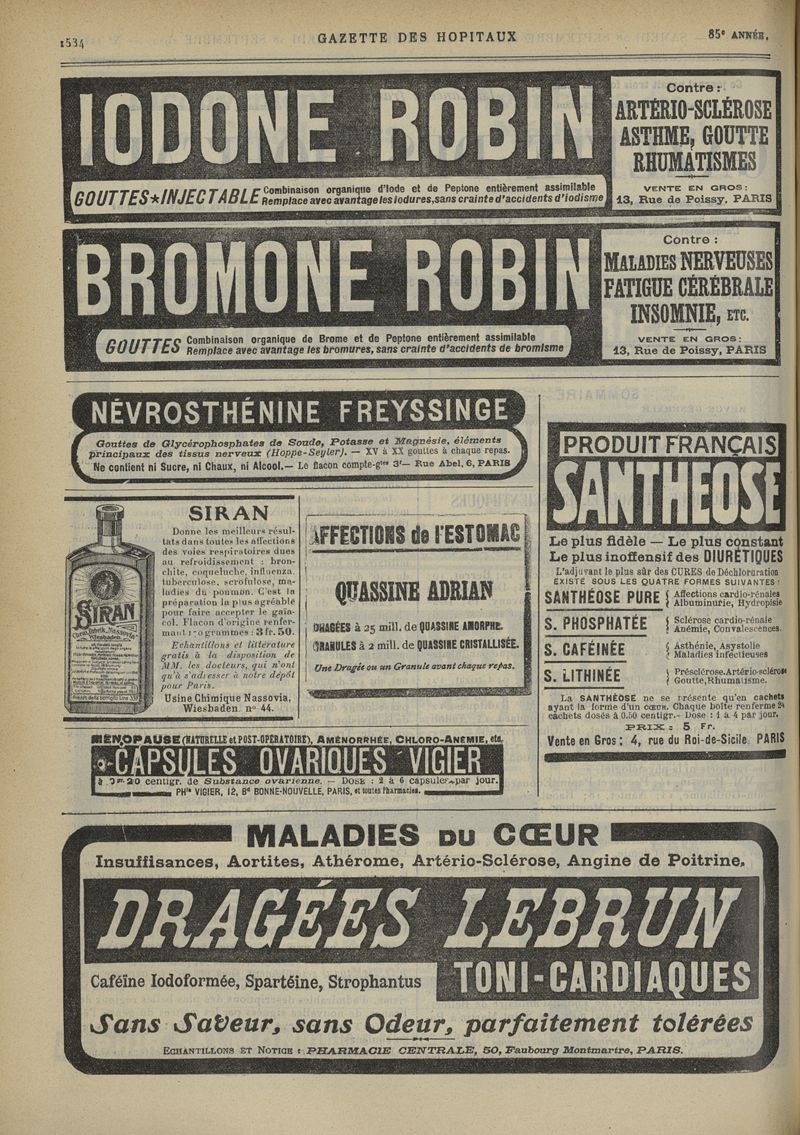 1534
GAZETTE DES HOPITAUX
85e ANNÉE.
IODONE ROBIN
GOUTTES★INJECTABLE
Combinaison organique d'Iode et de Peptone entièrement assimilable
Remplace avec avantage les Iodures, sans crainte d'accidents d'iodisme
Contre :
ARTÉRIO-SCLÉROSE
ASTHME, GOUTTE
RHUMATISMES
VENTE EN GROS :
13, Rue de Poissy, PARIS
BROMONE ROBIN
GOUTTES
Combinaison organique de Brome et de Peptone entièrement assimilable
Remplace avec avantage les bromures, sans crainte d'accidents de bromisme
Contre :
MALADIES NERVEUSES
FATIGUE CÉRÉBRALE
INSOMNIE, ETC.
VENTE EN GROS :
13, Rue de Poissy, PARIS
NÉVROSTHÉNINE FREYSSINGE
Gouttes de Glycérophosphates de Soude, Potasse et Magnésie, éléments
principaux des tissus nerveux (Hoppe-Seyler). — XV à XX gouttes à chaque repas.
Ne contient ni Sucre, ni Chaux, ni Alcool.— Le flacon compte-gttes 3f— Rue Abel, 6, PARIS
SIRAN
Donne les meilleurs résul-
tats dans toutes les affections
des voies respiratoires dues
au refroidissement : bron-
chite, coqueluche, influenza,
tuberculose, scrofulose, ma-
ladies du poumon. C'est la
préparation la plus agréable
pour faire accepter le gaïa-
col. Flacon d'origine renfer-
mant grammes : 3 fr. 50.
Echantillons et littérature
gratis à la disposition de
MM. les docteurs, qui n'ont
qu'à s'adresser à notre dépôt
pour Paris.
Usine Chimique Nassovia,
Wiesbaden. n° 44.
SIRAN
Chem. Fabrik „Nassovia"
Wiesbaden.
AFFECTIONS de l'ESTOMAC
QUASSINE ADRIAN
DRAGÉES à 25 mill. de QUASSINE AMORPHE.
GRANULES à 2 mill. de QUASSINE CRISTALLISÉE.
Une Dragée ou un Granule avant chaque repas.
MÉNOPAUSE (NATURELLE et POST-OPÉRATOIRE), AMÉNORRHÉE, CHLORO-ANÉMIE, etc.
CAPSULES OVARIQUES VIGIER
à 0 gr. 20 centigr. de Substance ovarienne. — DOSE : 2 à 6 capsules par jour.
PHie VIGIER, 12, Bd BONNE-NOUVELLE, PARIS, et toutes Pharmacies.
PRODUIT FRANÇAIS
SANTHEOSE
Le plus fidèle — Le plus constant
Le plus inoffensif des DIURÉTIQUES
L'adjuvant le plus sûr des CURES de Déchloruration
EXISTE SOUS LES QUATRE FORMES SUIVANTES :
SANTHÉOSE PURE { Affections cardio-rénales
Albuminurie, Hydropisie
S. PHOSPHATÉE { Sclérose cardio-rénale
Anémie, Convalescences.
S. CAFÉINÉE { Asthénie, Asystolie
Maladies infectieuses
S. LITHINÉE } Présclérose. Artério-sclérose
Goutte, Rhumatisme.
La SANTHÉOSE ne se présente qu'en cachets
ayant la forme d'un cœur. Chaque boîte renferme 24
cachets dosés à 0.50 centigr.- Dose : 1 à 4 par jour.
PRIX : 5 Fr.
Vente en Gros : 4, rue du Roi-de-Sicile PARIS
MALADIES DU CŒUR
Insuffisances, Aortites, Athérome, Artério-Sclérose, Angine de Poitrine.
DRAGÉES LEBRUN
Caféïne Iodoformée, Spartéine, Strophantus
TONI-CARDIAQUES
Sans Saveur, sans Odeur, parfaitement tolérées
ECHANTILLONS ET NOTICE : PHARMACIE CENTRALE, 50, Faubourg Montmartre, PARIS.